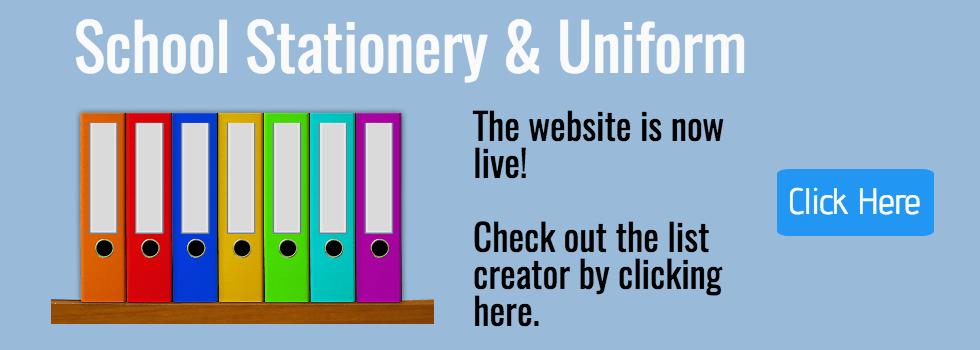 School Stationery & Uniform
The website is now
live!
Check out the list
creator by clicking
here.
Click Here